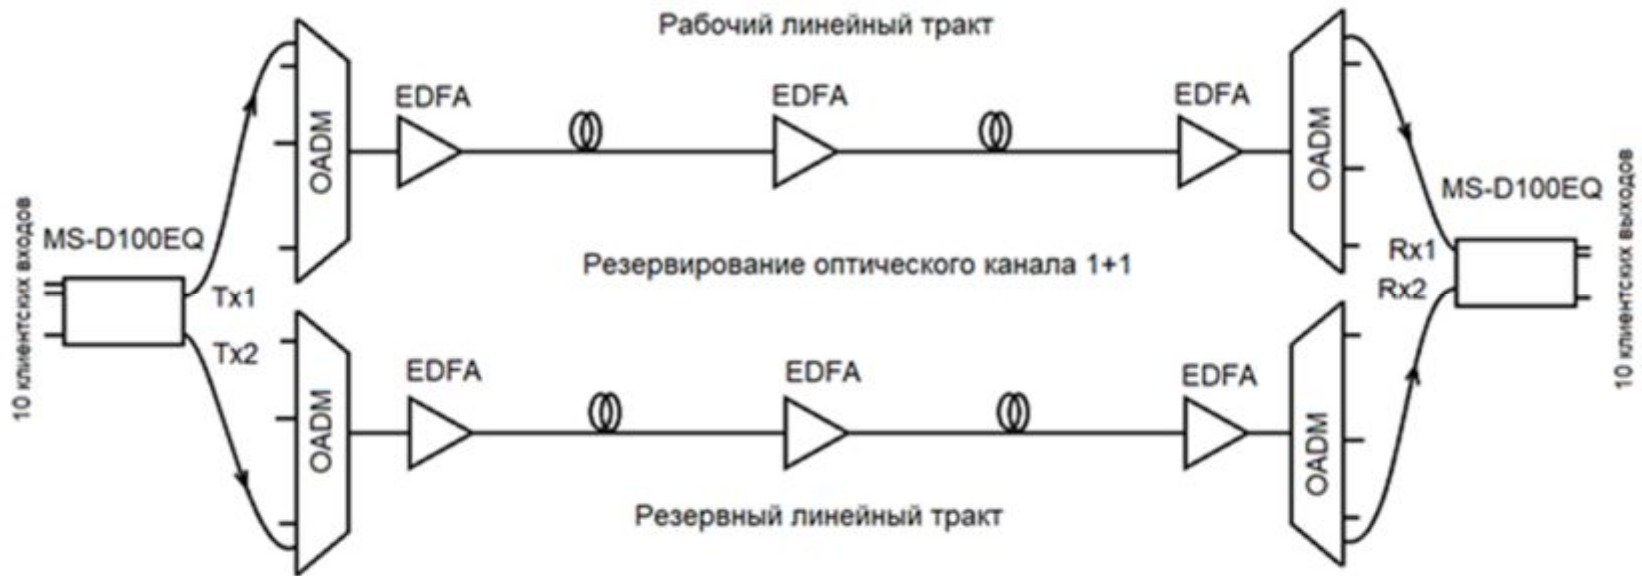 Рабочий линейный тракт
EDFA
EDFA
EDFA
OADM
OADM
10 клиентских входов
MS-D100EQ
Tx1
Tx2
Резервирование оптического канала 1+1
MS-D100EQ
Rx1
Rx2
10 клиентских выходов
EDFA
EDFA
EDFA
OADM
OADM
Резервный линейный тракт